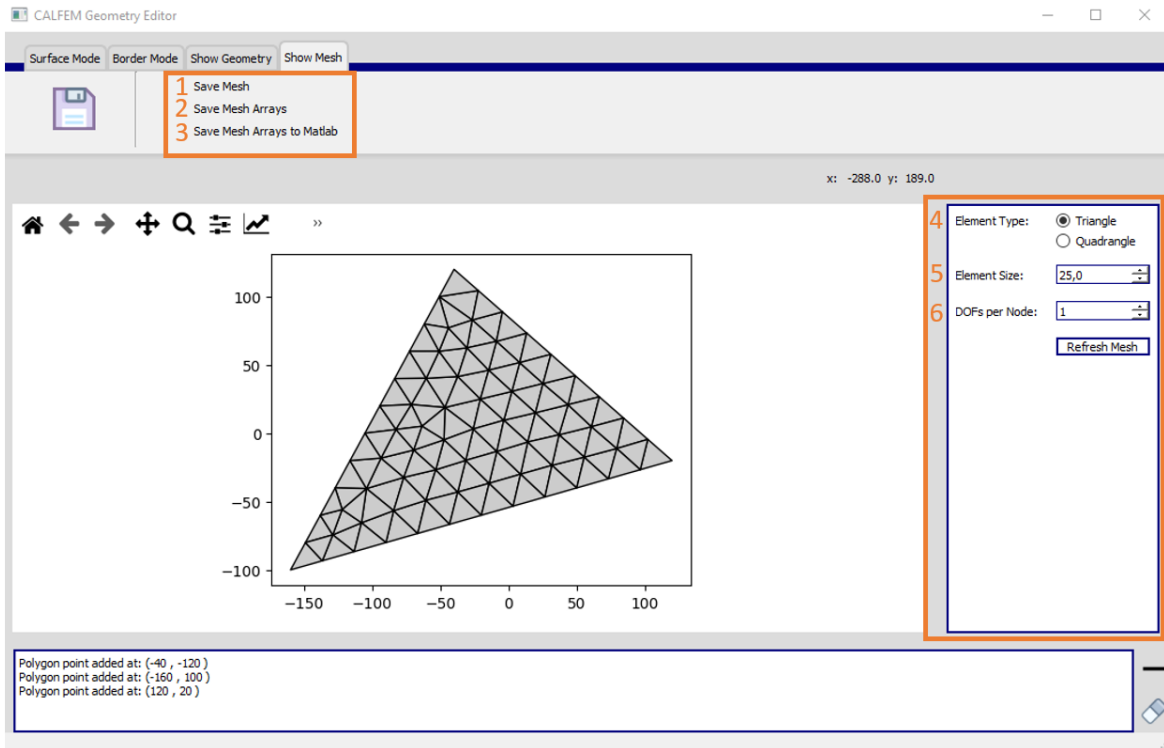 CALFEM Geometry Editor
Surface Mode Border Mode Show Geometry Show Mesh
1 Save Mesh
2 Save Mesh Arrays
3 Save Mesh Arrays to Matlab
x: -288.0 y: 189.0
»
4 Element Type: Triangle
Quadrangle
5 Element Size: 25,0
6 DOFs per Node: 1
Refresh Mesh
100
50
0
−50
−100
−150 −100 −50 0 50 100
Polygon point added at: (-40 , -120 )
Polygon point added at: (-160 , 100 )
Polygon point added at: (120 , 20 )